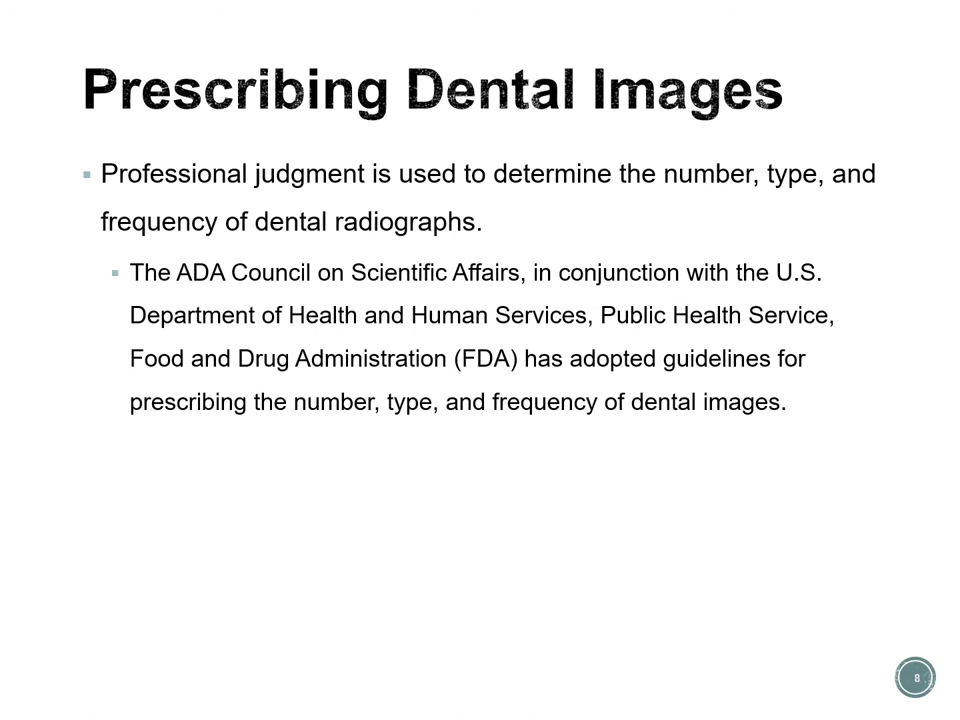 Prescribing Dental Images
▪ Professional judgment is used to determine the number, type, and
frequency of dental radiographs.
▪ The ADA Council on Scientific Affairs, in conjunction with the U.S.
Department of Health and Human Services, Public Health Service,
Food and Drug Administration (FDA) has adopted guidelines for
prescribing the number, type, and frequency of dental images.
8